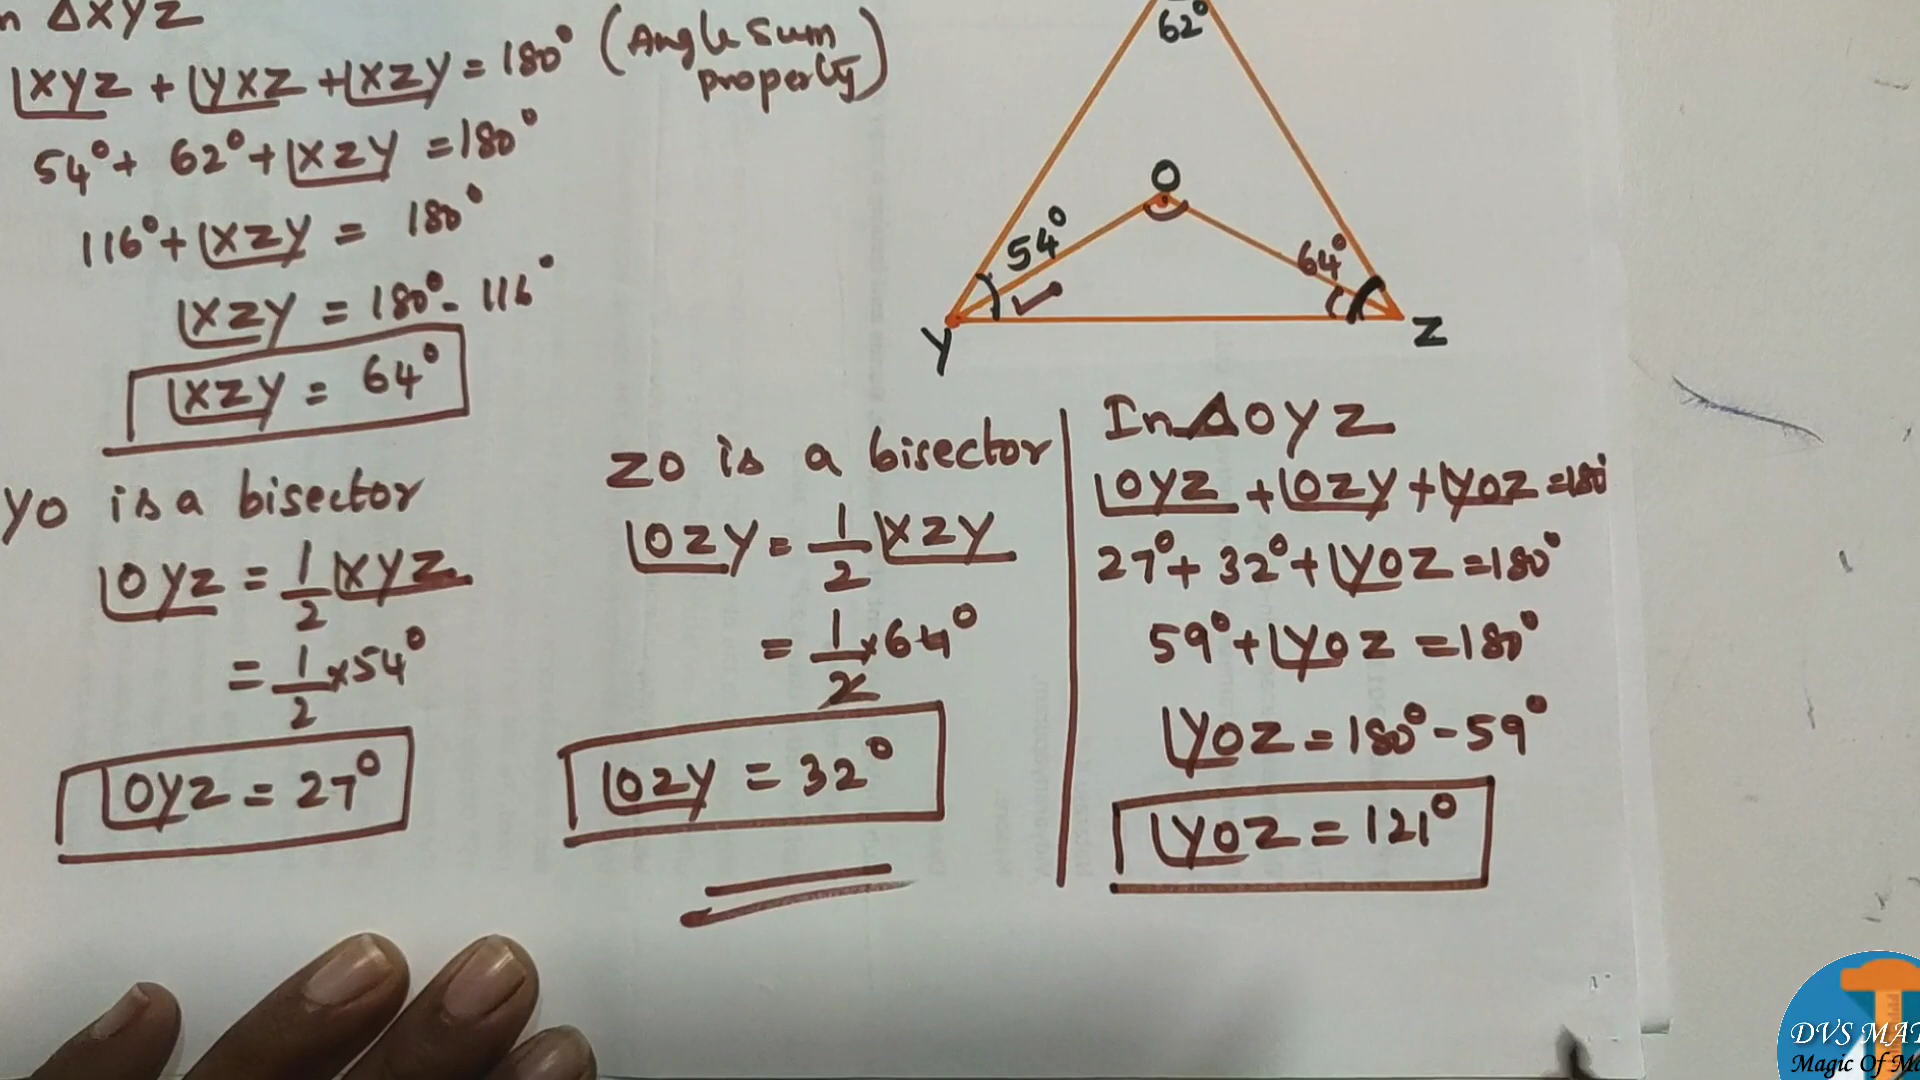 n ΔXYZ
∠XYZ + ∠YXZ + ∠XZY = 180° (Angle Sum property)
54° + 62° + ∠XZY = 180°
116° + ∠XZY = 180°
∠XZY = 180° - 116°
∠XZY = 64°
YO is a bisector
∠OYZ = 1/2 ∠XYZ
= 1/2 × 54°
∠OYZ = 27°
ZO is a bisector
∠OZY = 1/2 ∠XZY
= 1/2 × 64°
∠OZY = 32°
62°
O
54°
64°
Y
Z
In ΔOYZ
∠OYZ + ∠OZY + ∠YOZ = 180°
27° + 32° + ∠YOZ = 180°
59° + ∠YOZ = 180°
∠YOZ = 180° - 59°
∠YOZ = 121°
DVS MA
Magic Of Ma